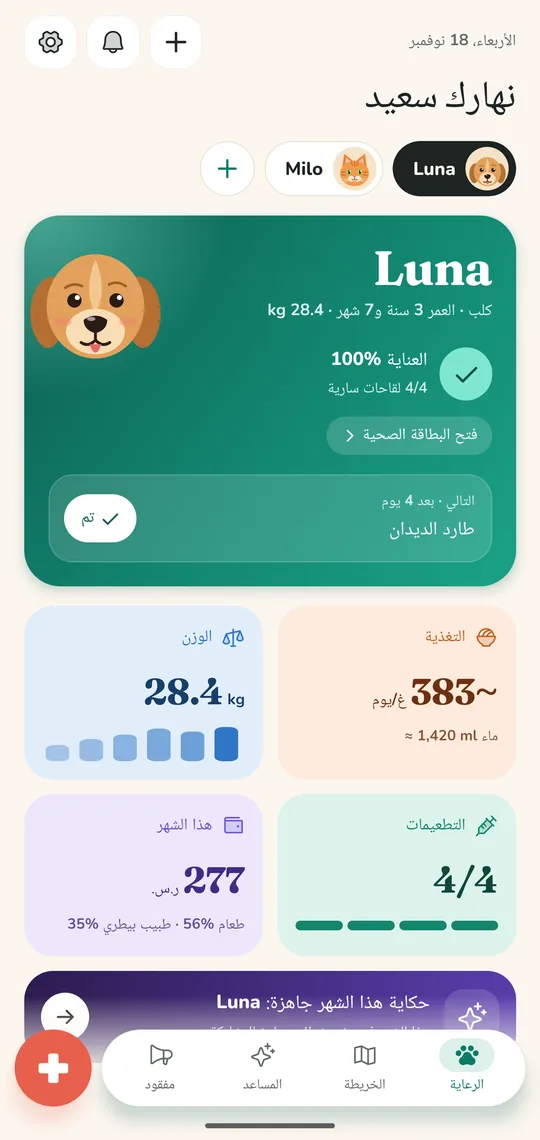 الأربعاء، 18 نوفمبر
نهارك سعيد
Luna
Milo
Luna
كلب · العمر 3 سنة و7 شهر · 28.4 kg
العناية 100%
4/4 لقاحات سارية
فتح البطاقة الصحية
التالي · بعد 4 يوم
طارد الديدان
تم
التغذية
~383 غ/يوم
ماء 1,420 ml ≈
الوزن
28.4 kg
التطعيمات
4/4
هذا الشهر
277 ر.س.
طعام 56% · طبيب بيطري 35%
حكاية هذا الشهر جاهزة: Luna
الرعاية
الخريطة
المساعد
مفقود